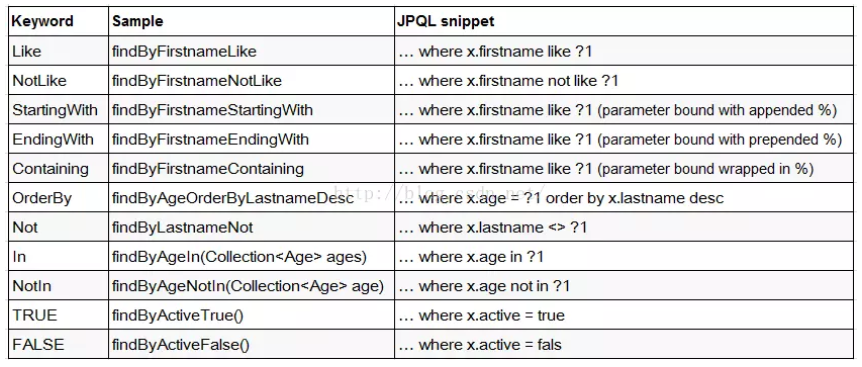 Keyword Sample JPQL snippet
Like findByFirstnameLike … where x.firstname like ?1
NotLike findByFirstnameNotLike … where x.firstname not like ?1
StartingWith findByFirstnameStartingWith … where x.firstname like ?1 (parameter bound with appended %)
EndingWith findByFirstnameEndingWith … where x.firstname like ?1 (parameter bound with prepended %)
Containing findByFirstnameContaining … where x.firstname like ?1 (parameter bound wrapped in %)
http://blog.csdn.net/
OrderBy findByAgeOrderByLastnameDesc … where x.age = ?1 order by x.lastname desc
Not findByLastnameNot … where x.lastname <> ?1
In findByAgeIn(Collection<Age> ages) … where x.age in ?1
NotIn findByAgeNotIn(Collection<Age> age) … where x.age not in ?1
TRUE findByActiveTrue() … where x.active = true
FALSE findByActiveFalse() … where x.active = fals